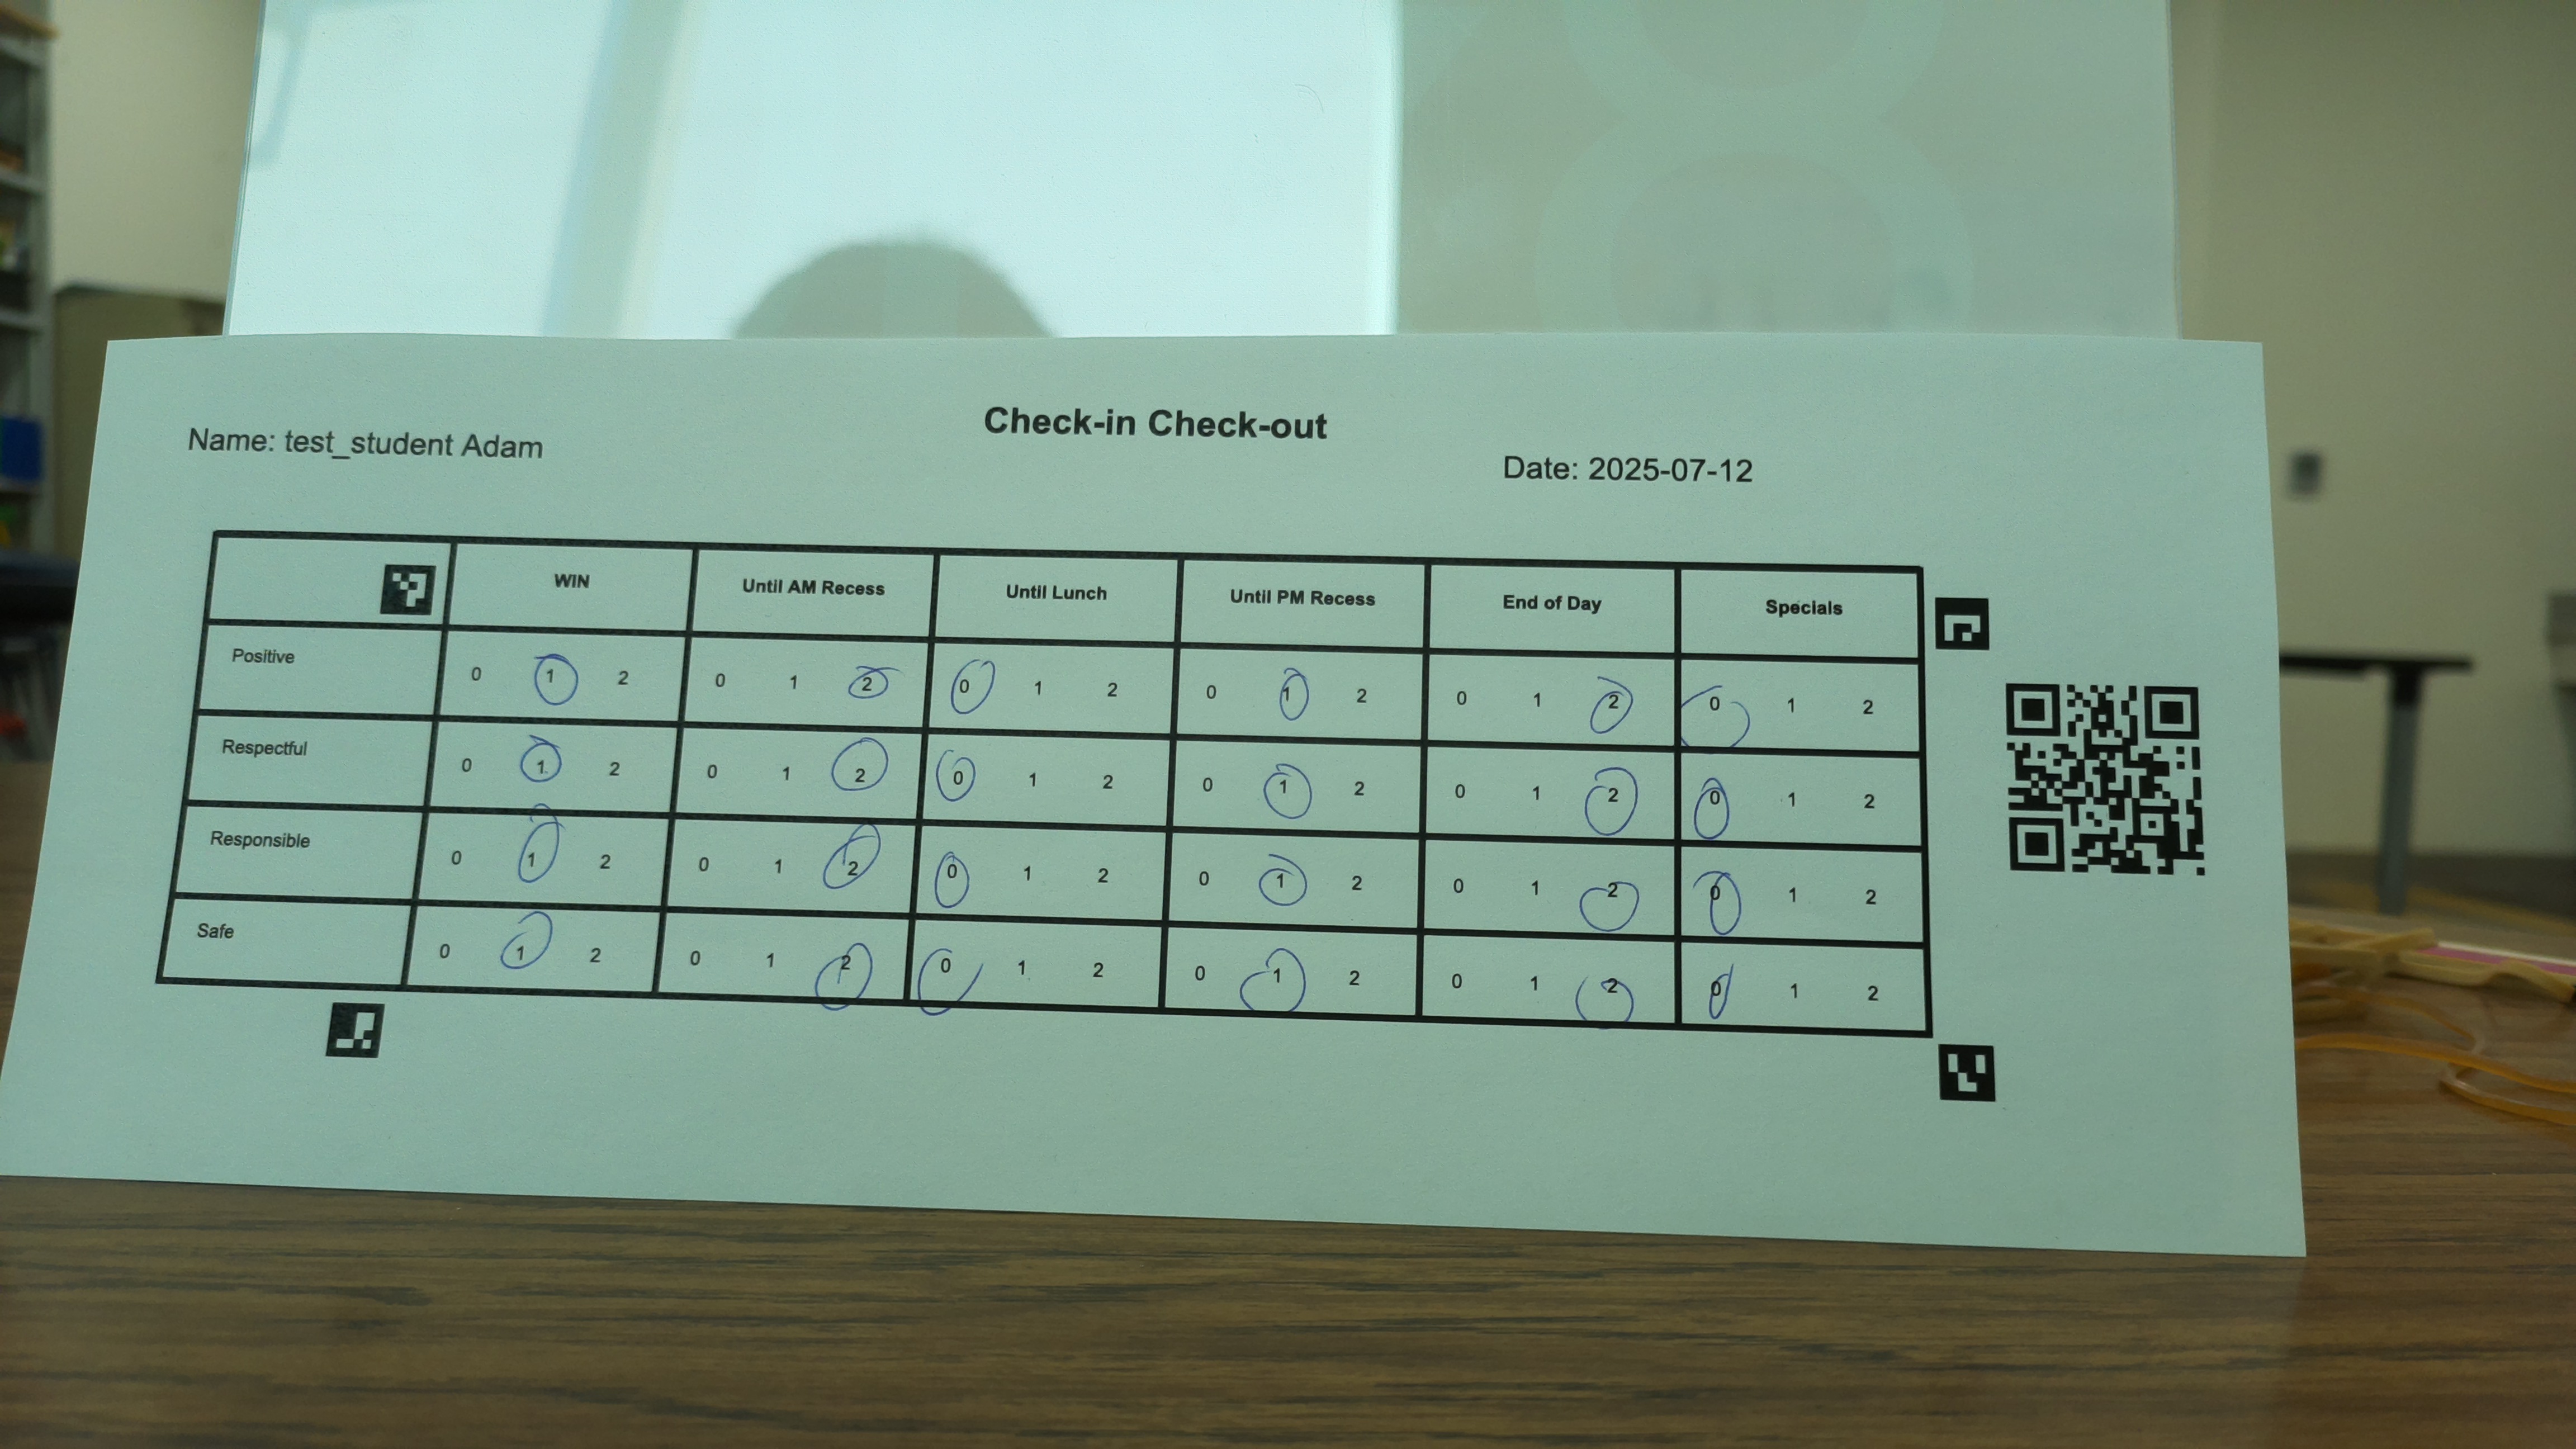 Check-in Check-out
Name: test_student Adam
Date: 2025-07-12
WIN Until AM Recess Until Lunch Until PM Recess End of Day Specials
Positive 0 1 2 0 1 2 0 1 2 0 1 2 0 1 2 0 1 2
Respectful 0 1 2 0 1 2 0 1 2 0 1 2 0 1 2 0 1 2
Responsible 0 1 2 0 1 2 0 1 2 0 1 2 0 1 2 0 1 2
Safe 0 1 2 0 1 2 0 1 2 0 1 2 0 1 2 0 1 2